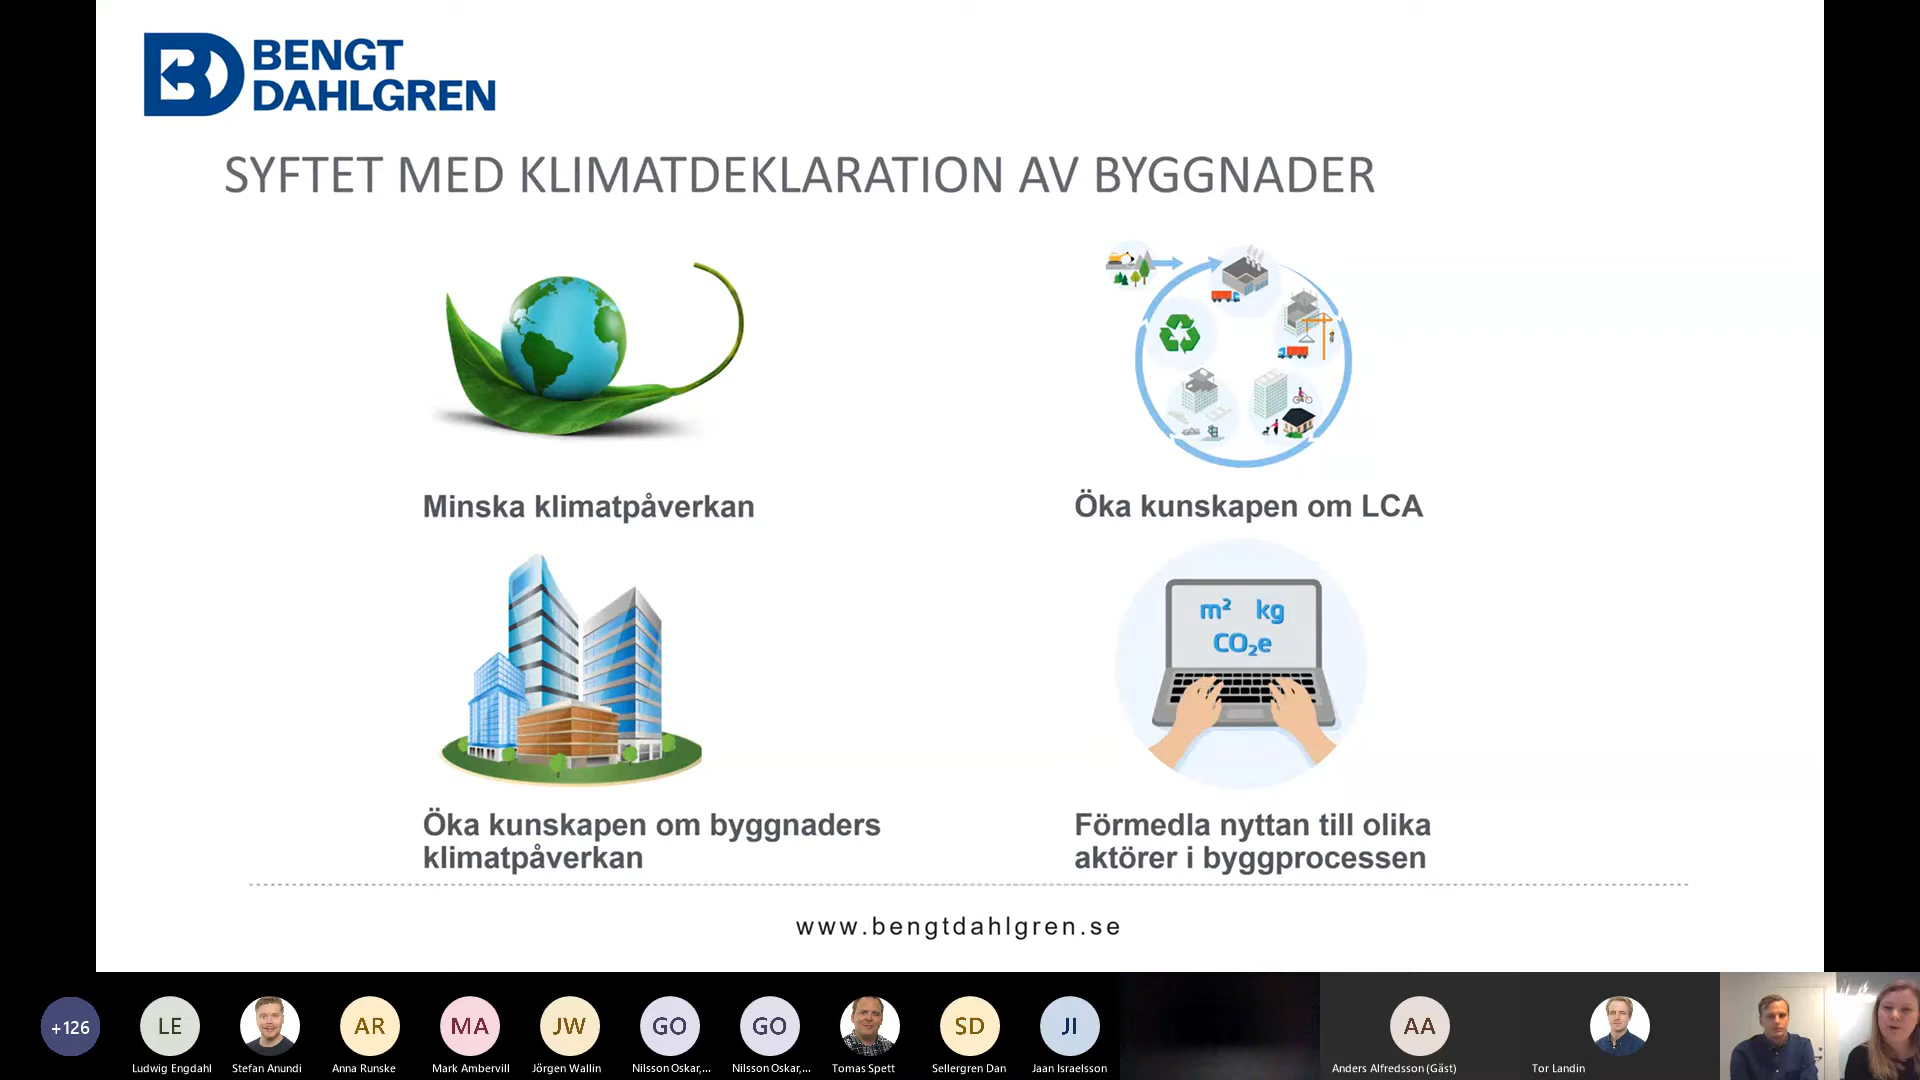 BENGT
DAHLGREN
SYFTET MED KLIMATDEKLARATION AV BYGGNADER
Minska klimatpåverkan
Öka kunskapen om LCA
m² kg
CO₂e
Öka kunskapen om byggnaders
klimatpåverkan
Förmedla nyttan till olika
aktörer i byggprocessen
www.bengtdahlgren.se
+126
LE
AR
MA
JW
GO
GO
SD
JI
AA
Ludwig Engdahl
Stefan Anundi
Anna Runske
Mark Ambervill
Jörgen Wallin
Nilsson Oskar,...
Nilsson Oskar,...
Tomas Spett
Sellergren Dan
Jaan Israelsson
Anders Alfredsson (Gäst)
Tor Landin